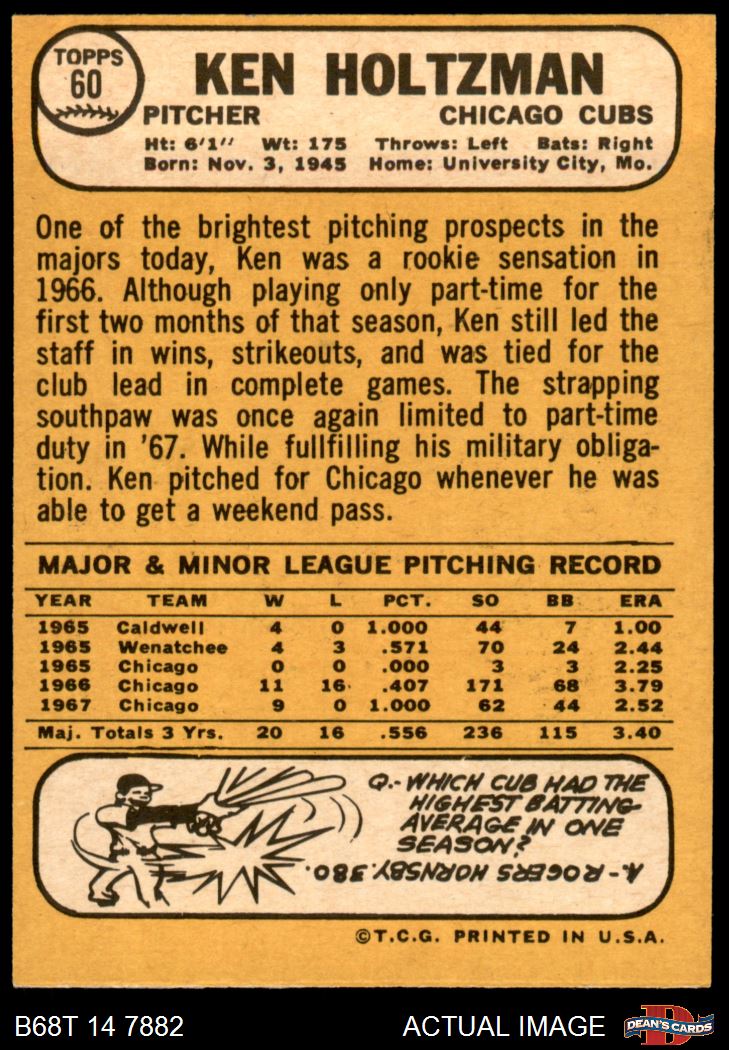 TOPPS
60
KEN HOLTZMAN
PITCHER CHICAGO CUBS
Ht: 6'1" Wt: 175 Throws: Left Bats: Right
Born: Nov. 3, 1945 Home: University City, Mo.
One of the brightest pitching prospects in the
majors today, Ken was a rookie sensation in
1966. Although playing only part-time for the
first two months of that season, Ken still led the
staff in wins, strikeouts, and was tied for the
club lead in complete games. The strapping
southpaw was once again limited to part-time
duty in '67. While fullfilling his military obliga-
tion. Ken pitched for Chicago whenever he was
able to get a weekend pass.
MAJOR & MINOR LEAGUE PITCHING RECORD
YEAR TEAM W L PCT. SO BB ERA
1965 Caldwell 4 0 1.000 44 7 1.00
1965 Wenatchee 4 3 .571 70 24 2.44
1965 Chicago 0 0 .000 3 3 2.25
1966 Chicago 11 16 .407 171 68 3.79
1967 Chicago 9 0 1.000 62 44 2.52
Maj. Totals 3 Yrs. 20 16 .556 236 115 3.40
Q.- WHICH CUB HAD THE
HIGHEST BATTING
AVERAGE IN ONE
SEASON?
A- ROGERS HORNSBY .380.
©T.C.G. PRINTED IN U.S.A.
B68T 14 7882 ACTUAL IMAGE D DEAN'S CARDS